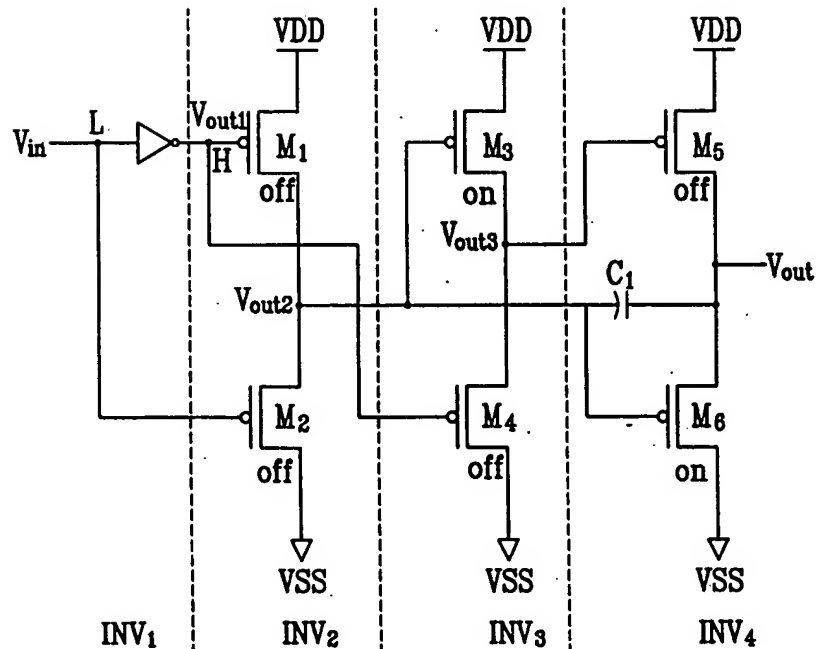 VDD VDD VDD
L
Vin
Vout1
H
M1
off
M3
on
M5
off
Vout3
C1
Vout
Vout2
M2
off
M4
off
M6
on
VSS VSS VSS
INV1 INV2 INV3 INV4